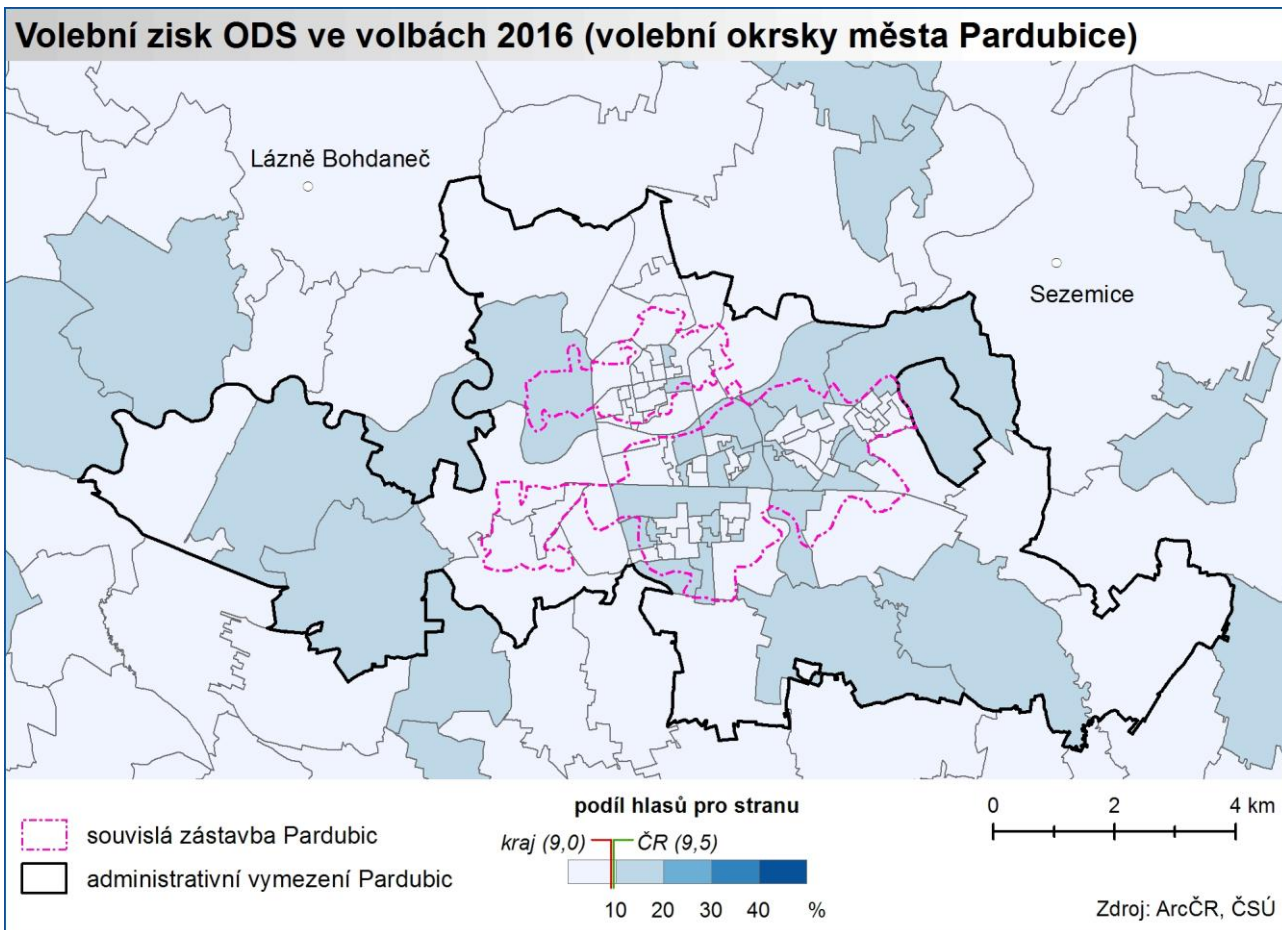 Volební zisk ODS ve volbách 2016 (volební okrsky města Pardubice)
Lázně Bohdaneč
Sezemice
souvislá zástavba Pardubic
administrativní vymezení Pardubic
podíl hlasů pro stranu
kraj (9,0) ČR (9,5)
10 20 30 40 %
0 2 4 km
Zdroj: ArcČR, ČSÚ